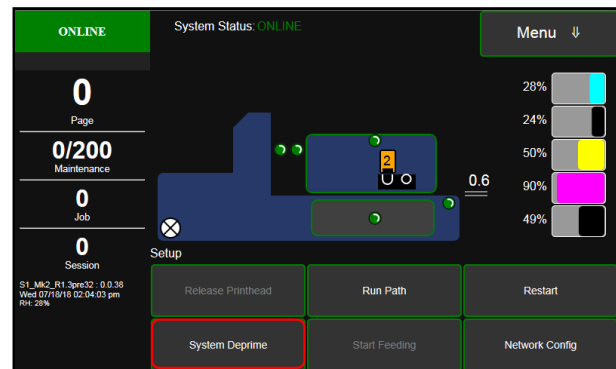 ONLINE
System Status: ONLINE
Menu ⇓
0
Page
0/200
Maintenance
0
Job
0
Session
S1_Mk2_R1.3pre32 : 0.0.38
Wed 07/18/18 02:04:03 pm
RH: 28%
2
0.6
28%
24%
50%
90%
49%
Setup
Release Printhead
Run Path
Restart
System Deprime
Start Feeding
Network Config